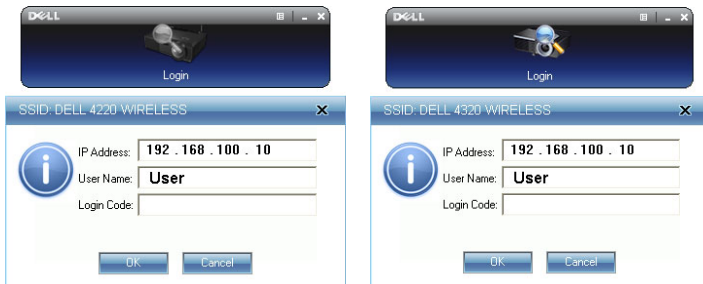 DELL
Login
SSID: DELL 4220 WIRELESS
IP Address: 192 . 168 . 100 . 10
User Name: User
Login Code:
OK Cancel
DELL
Login
SSID: DELL 4320 WIRELESS
IP Address: 192 . 168 . 100 . 10
User Name: User
Login Code:
OK Cancel